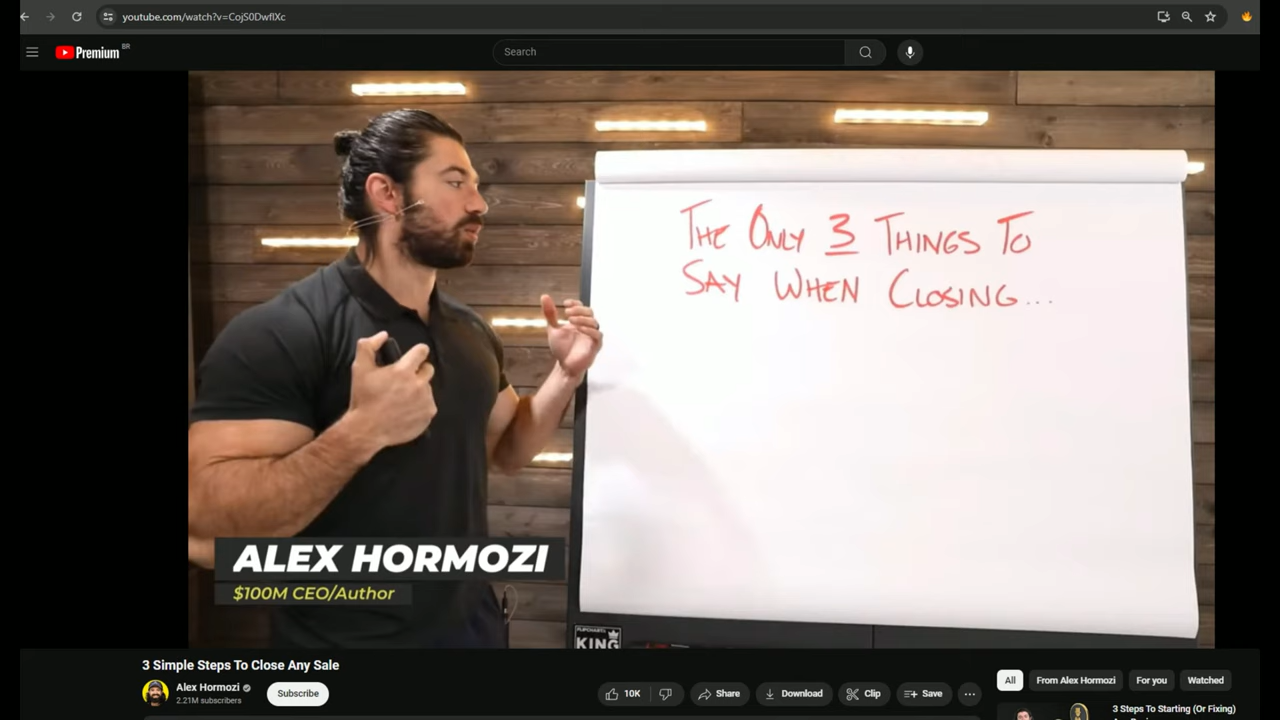 youtube.com/watch?v=CojS0DwflXc
Premium BR
Search
THE ONLY 3 THINGS TO
SAY WHEN CLOSING...
ALEX HORMOZI
$100M CEO/Author
FLIPCHART
KING
3 Simple Steps To Close Any Sale
Alex Hormozi
2.21M subscribers
Subscribe
10K
Share
Download
Clip
Save
All
From Alex Hormozi
For you
Watched
3 Steps To Starting (Or Fixing)